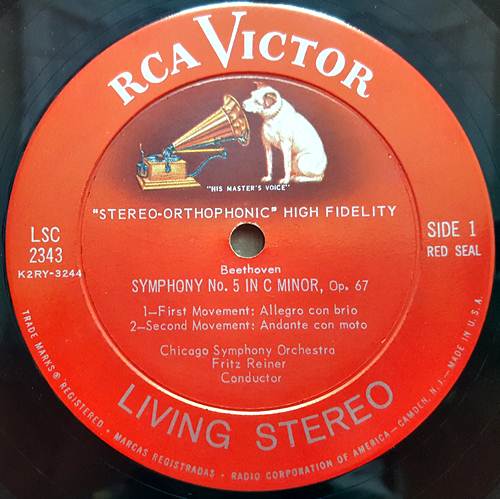 RCA VICTOR
"HIS MASTER'S VOICE"
"STEREO-ORTHOPHONIC" HIGH FIDELITY
LSC
2343
K2RY-3244
SIDE 1
RED SEAL
Beethoven
SYMPHONY No. 5 IN C MINOR, Op. 67
1—First Movement: Allegro con brio
2—Second Movement: Andante con moto
Chicago Symphony Orchestra
Fritz Reiner
Conductor
LIVING STEREO
TRADE MARKS ® REGISTERED • MARCAS REGISTRADAS • RADIO CORPORATION OF AMERICA—CAMDEN, N.J.—MADE IN U.S.A.